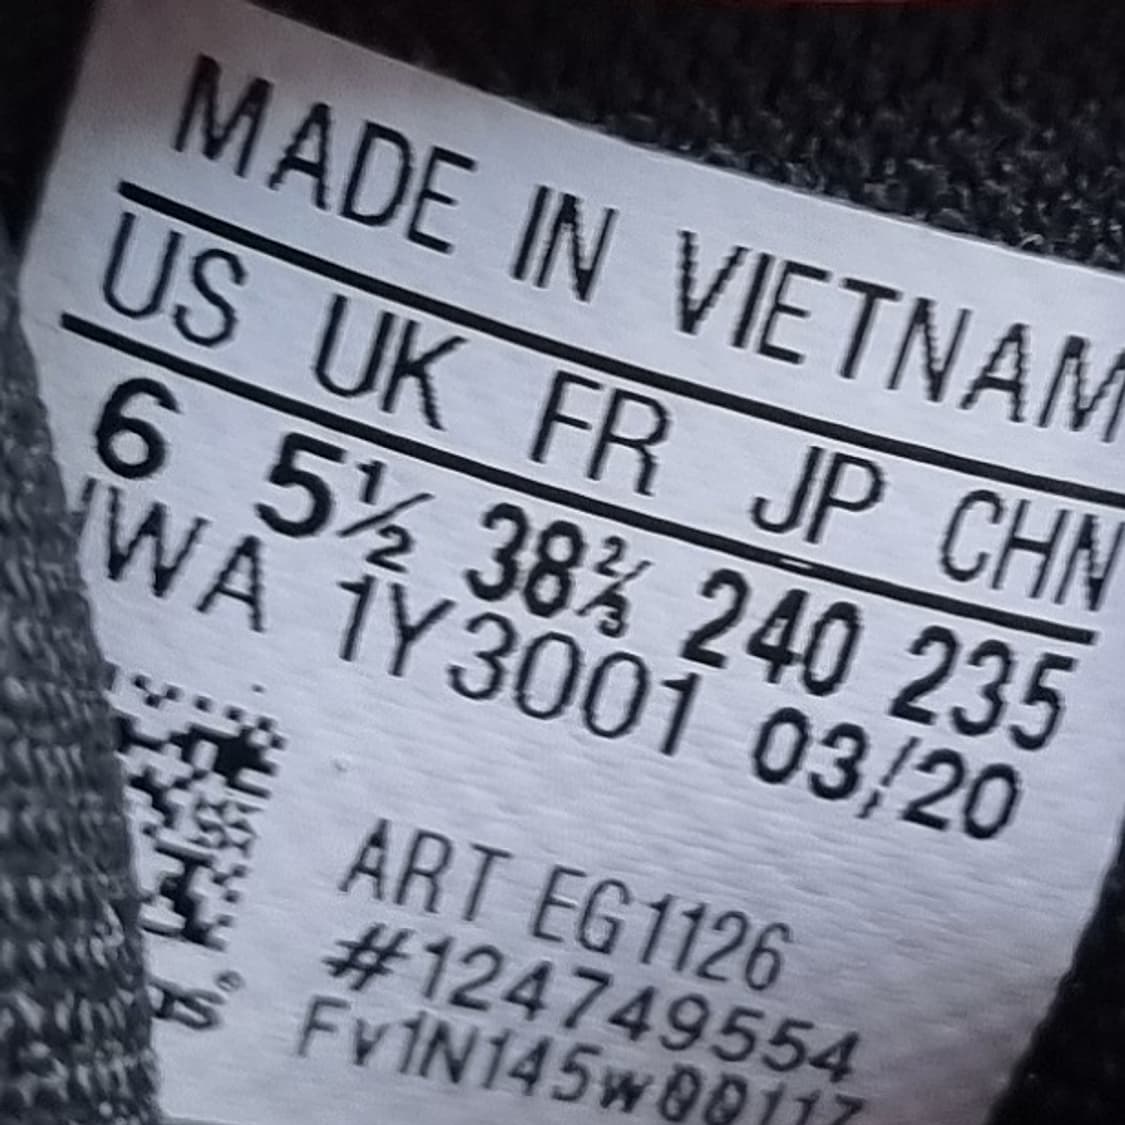 MADE IN VIETNAM
US UK FR JP CHN
6 5½ 38⅔ 240 235
WA 1Y3001 03/20
ART EG1126
#124749554